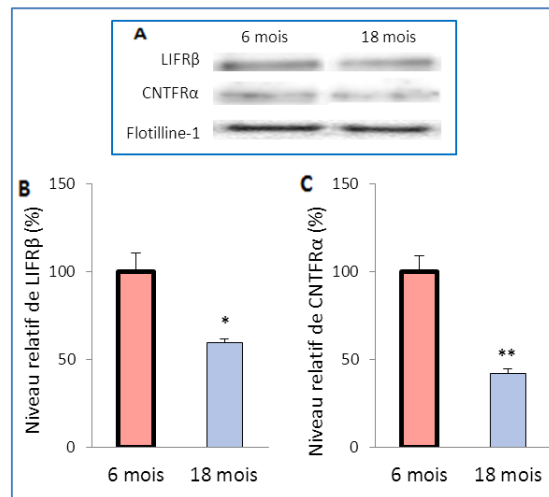 A
6 mois 18 mois
LIFRβ
CNTFRα
Flotilline-1
B
Niveau relatif de LIFRβ (%)
150
100
50
0
*
6 mois 18 mois
C
Niveau relatif de CNTFRα (%)
150
100
50
0
**
6 mois 18 mois